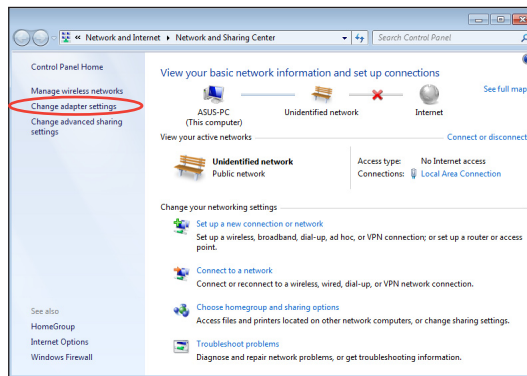 « Network and Internet ▸ Network and Sharing Center
Search Control Panel
Control Panel Home
Manage wireless networks
Change adapter settings
Change advanced sharing
settings
View your basic network information and set up connections
See full map
ASUS-PC
(This computer)
Unidentified network
Internet
View your active networks
Connect or disconnect
Unidentified network
Public network
Access type: No Internet access
Connections: Local Area Connection
Change your networking settings
Set up a new connection or network
Set up a wireless, broadband, dial-up, ad hoc, or VPN connection; or set up a router or access
point.
Connect to a network
Connect or reconnect to a wireless, wired, dial-up, or VPN network connection.
Choose homegroup and sharing options
Access files and printers located on other network computers, or change sharing settings.
Troubleshoot problems
Diagnose and repair network problems, or get troubleshooting information.
See also
HomeGroup
Internet Options
Windows Firewall